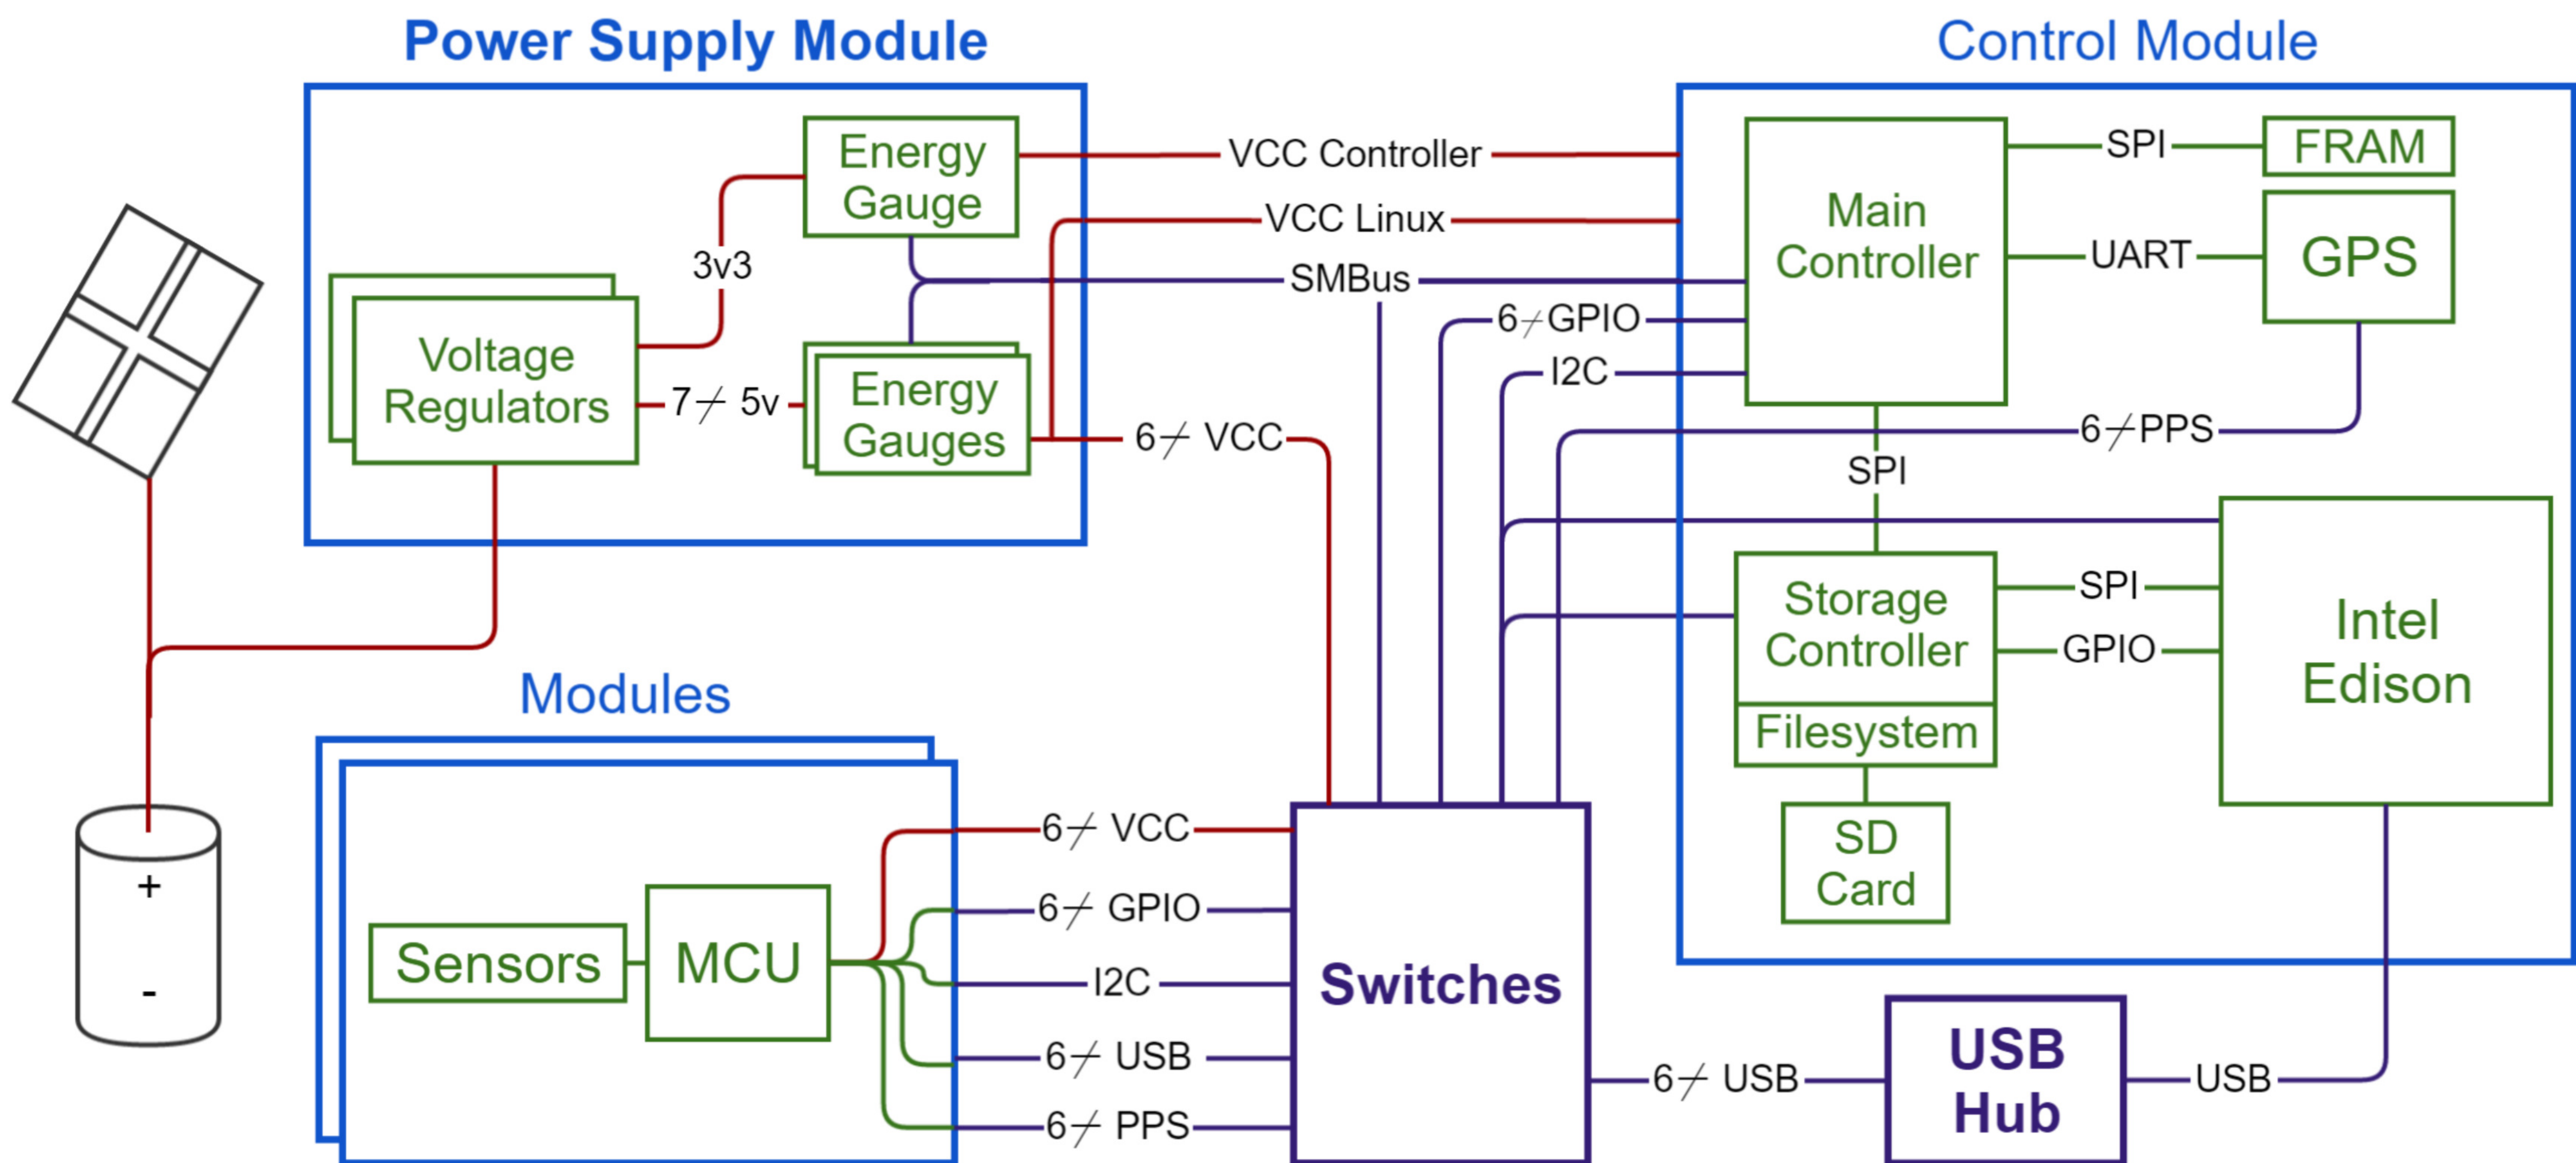 Power Supply Module
Control Module
Energy
Gauge
3v3
Voltage
Regulators
7 5v
Energy
Gauges
VCC Controller
VCC Linux
SMBus
6 GPIO
I2C
6 VCC
Main
Controller
SPI
FRAM
UART
GPS
6 PPS
SPI
Storage
Controller
Filesystem
SPI
GPIO
Intel
Edison
SD
Card
+
-
Modules
Sensors
MCU
6 VCC
6 GPIO
I2C
6 USB
6 PPS
Switches
6 USB
USB
Hub
USB